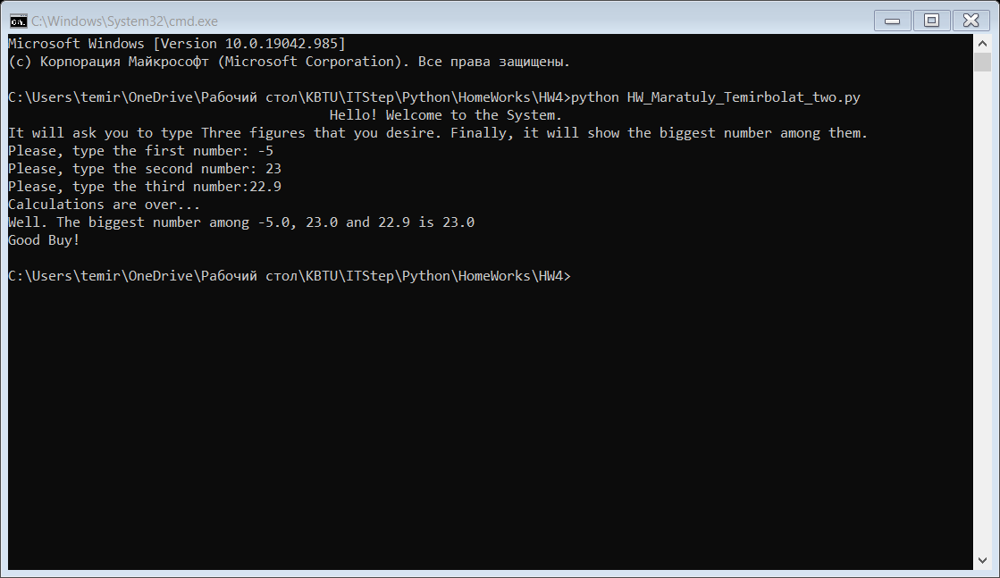 C:\Windows\System32\cmd.exe
Microsoft Windows [Version 10.0.19042.985]
(c) Корпорация Майкрософт (Microsoft Corporation). Все права защищены.
C:\Users\temir\OneDrive\Рабочий стол\KBTU\ITStep\Python\HomeWorks\HW4>python HW_Maratuly_Temirbolat_two.py
Hello! Welcome to the System.
It will ask you to type Three figures that you desire. Finally, it will show the biggest number among them.
Please, type the first number: -5
Please, type the second number: 23
Please, type the third number:22.9
Calculations are over...
Well. The biggest number among -5.0, 23.0 and 22.9 is 23.0
Good Buy!
C:\Users\temir\OneDrive\Рабочий стол\KBTU\ITStep\Python\HomeWorks\HW4>